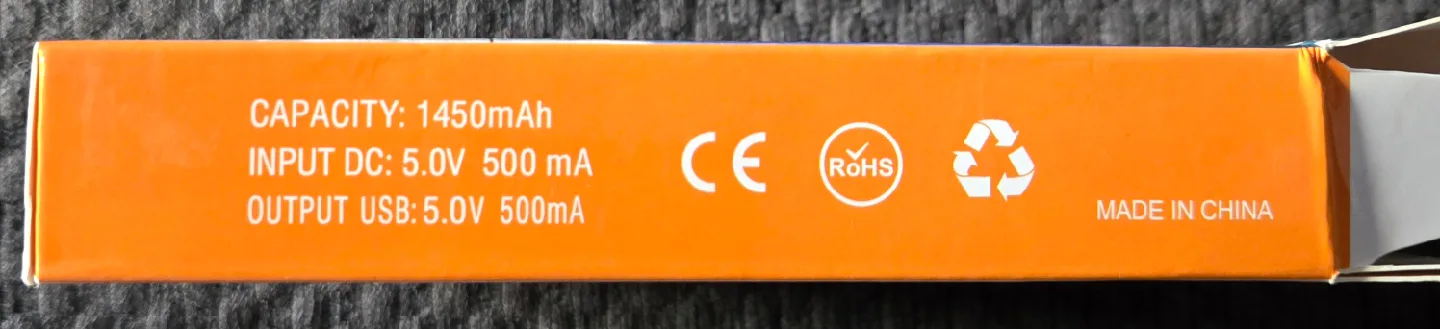 CAPACITY: 1450mAh
INPUT DC: 5.0V 500 mA
OUTPUT USB: 5.0V 500mA
CE
RoHS
MADE IN CHINA